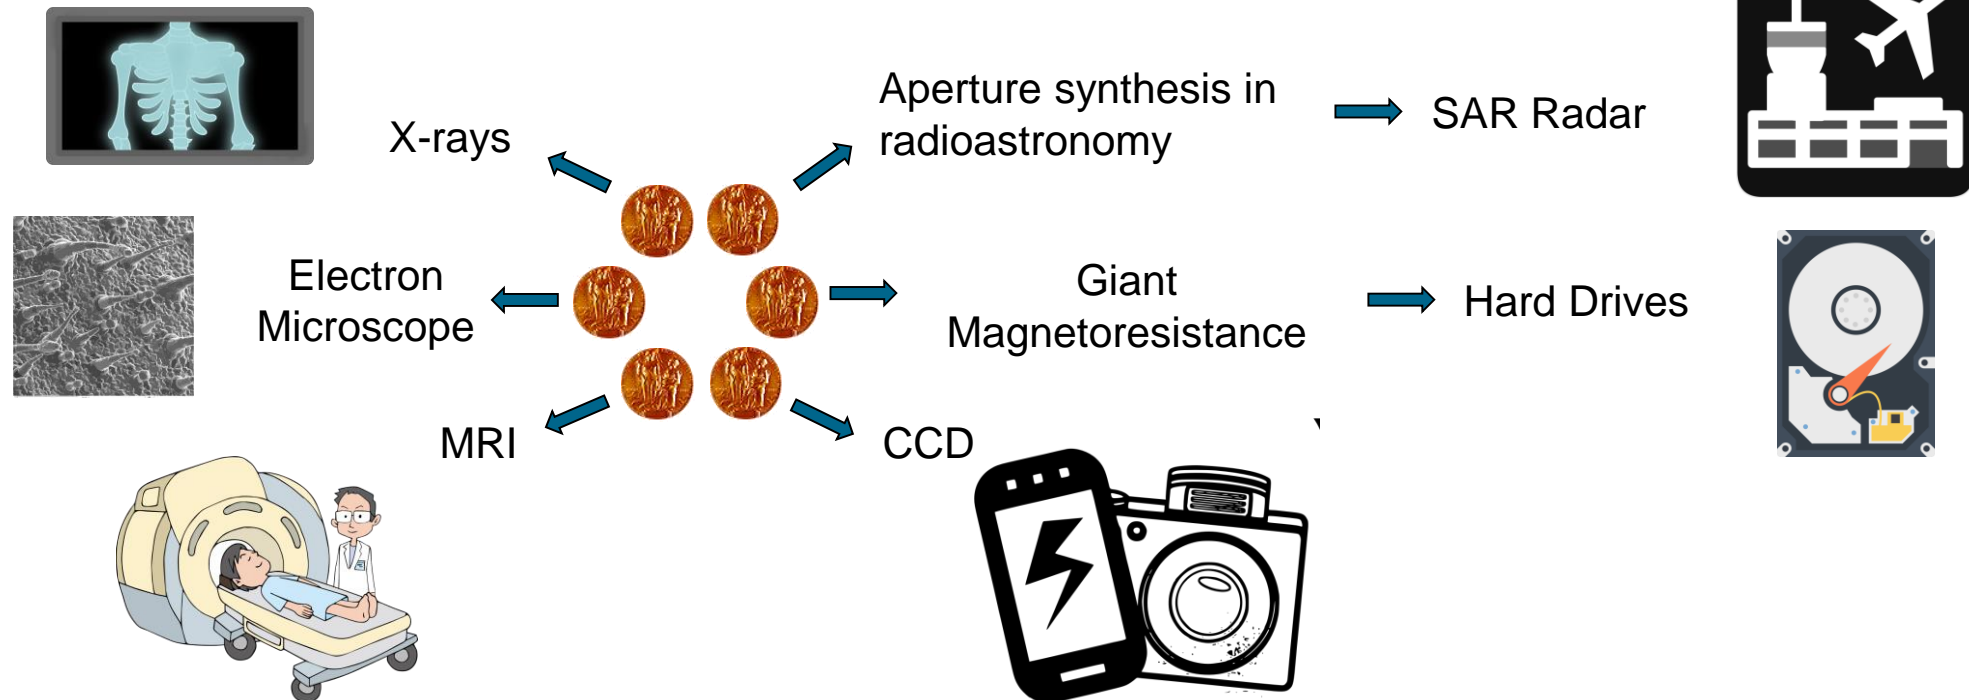 X-rays
Aperture synthesis in
radioastronomy
SAR Radar
Electron
Microscope
Giant
Magnetoresistance
Hard Drives
MRI
CCD